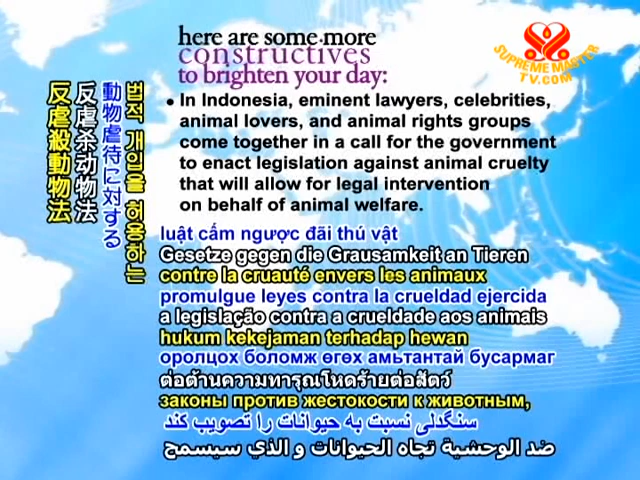 here are some more
constructives
to brighten your day:
SUPREME MASTER
TV.COM
• In Indonesia, eminent lawyers, celebrities,
animal lovers, and animal rights groups
come together in a call for the government
to enact legislation against animal cruelty
that will allow for legal intervention
on behalf of animal welfare.
反虐殺動物法
反虐杀动物法
動物虐待に対する
법적 개입을 허용하는
luật cấm ngược đãi thú vật
Gesetze gegen die Grausamkeit an Tieren
contre la cruauté envers les animaux
promulgue leyes contra la crueldad ejercida
a legislação contra a crueldade aos animais
hukum kekejaman terhadap hewan
оролцох боломж өгөх амьтантай бусармаг
ต่อต้านความทารุณโหดร้ายต่อสัตว์
законы против жестокости к животным,
سنگدلی نسبت به حیوانات را تصویب کند
ضد الوحشية تجاه الحيوانات و الذي سيسمح